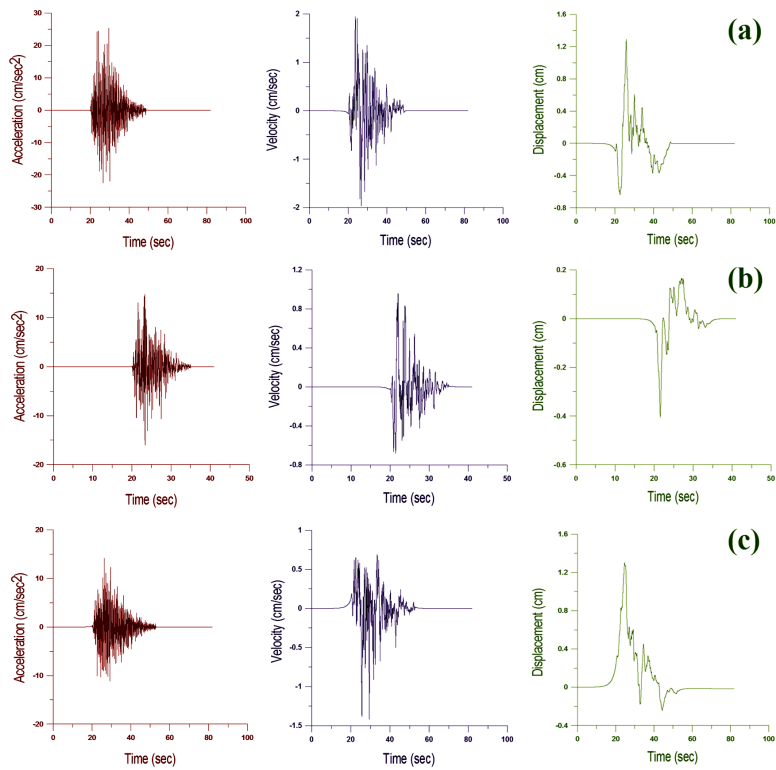 (a)
30
20
10
0
-10
-20
-30
Acceleration (cm/sec2)
0 20 40 60 80 100
Time (sec)
2
1
0
-1
-2
Velocity (cm/sec)
0 20 40 60 80 100
Time (sec)
1.6
1.2
0.8
0.4
0
-0.4
-0.8
Displacement (cm)
0 20 40 60 80 100
Time (sec)
(b)
20
10
0
-10
-20
Acceleration (cm/sec2)
0 10 20 30 40 50
Time (sec)
1.2
0.8
0.4
0
-0.4
-0.8
Velocity (cm/sec)
0 10 20 30 40 50
Time (sec)
0.2
0
-0.2
-0.4
-0.6
Displacement (cm)
0 10 20 30 40 50
Time (sec)
(c)
20
10
0
-10
-20
Acceleration (cm/sec2)
0 20 40 60 80 100
Time (sec)
1
0.5
0
-0.5
-1
-1.5
Velocity (cm/sec)
0 20 40 60 80 100
Time (sec)
1.6
1.2
0.8
0.4
0
-0.4
Displacement (cm)
0 20 40 60 80 100
Time (sec)